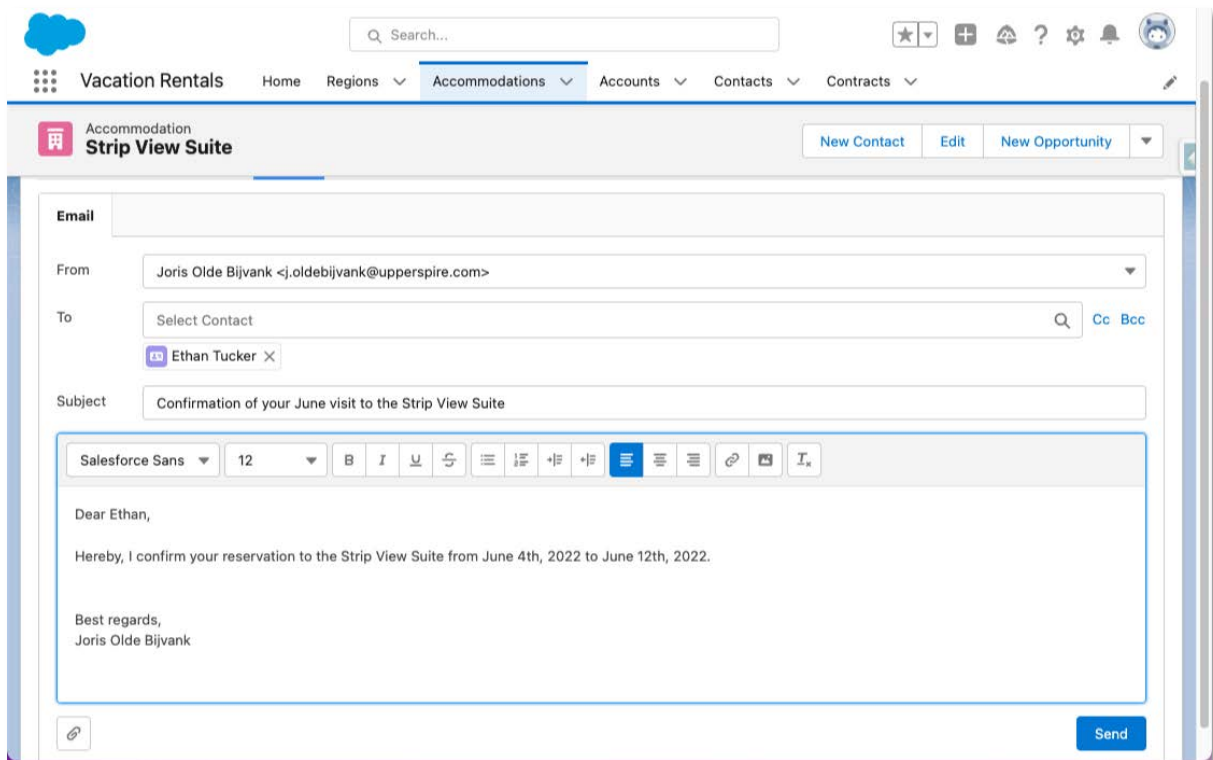 Search...
Vacation Rentals Home Regions Accommodations Accounts Contacts Contracts
Accommodation
Strip View Suite
New Contact Edit New Opportunity
Email
From Joris Olde Bijvank <j.oldebijvank@upperspire.com>
To Select Contact Cc Bcc
Ethan Tucker
Subject Confirmation of your June visit to the Strip View Suite
Salesforce Sans 12 B I U S
Dear Ethan,
Hereby, I confirm your reservation to the Strip View Suite from June 4th, 2022 to June 12th, 2022.
Best regards,
Joris Olde Bijvank
Send